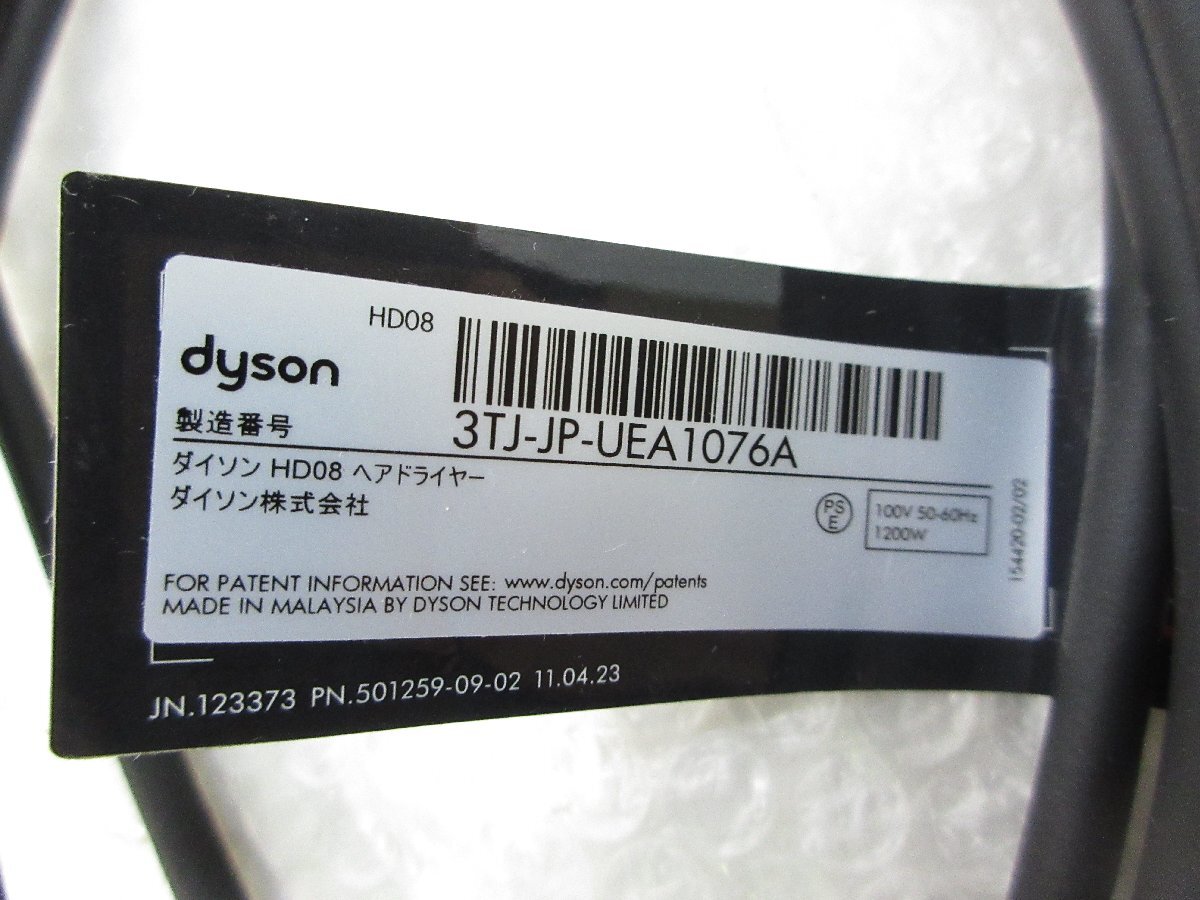 HD08
dyson
製造番号
3TJ-JP-UEA1076A
ダイソン HD08 ヘアドライヤー
ダイソン株式会社
PS
E
100V 50-60Hz
1200W
154420-02/02
FOR PATENT INFORMATION SEE: www.dyson.com/patents
MADE IN MALAYSIA BY DYSON TECHNOLOGY LIMITED
JN.123373 PN.501259-09-02 11.04.23